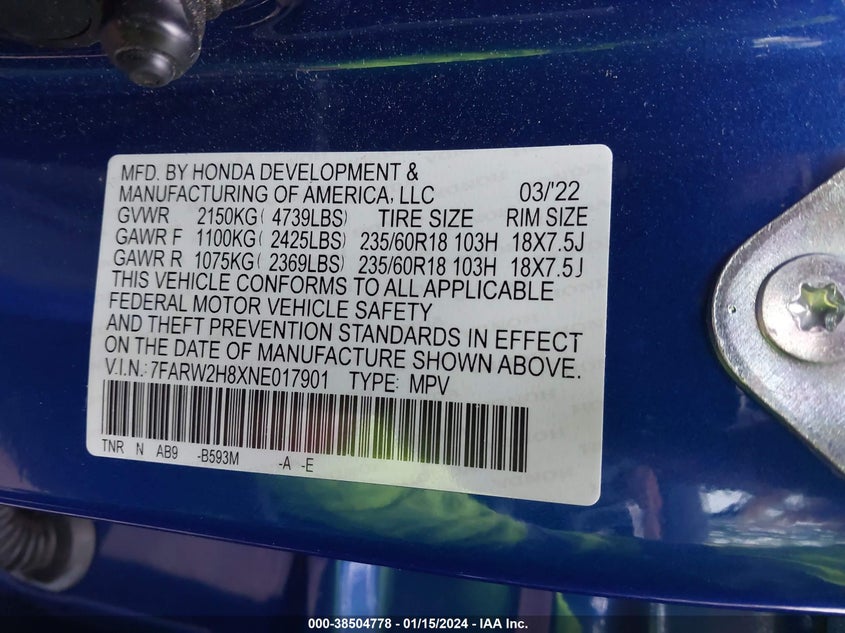 MFD. BY HONDA DEVELOPMENT &
MANUFACTURING OF AMERICA, LLC 03/'22
GVWR 2150KG( 4739LBS) TIRE SIZE RIM SIZE
GAWR F 1100KG( 2425LBS) 235/60R18 103H 18X7.5J
GAWR R 1075KG( 2369LBS) 235/60R18 103H 18X7.5J
THIS VEHICLE CONFORMS TO ALL APPLICABLE
FEDERAL MOTOR VEHICLE SAFETY
AND THEFT PREVENTION STANDARDS IN EFFECT
ON THE DATE OF MANUFACTURE SHOWN ABOVE.
V.I.N.: 7FARW2H8XNE017901 TYPE: MPV
TNR N AB9 -B593M -A -E
000-38504778 - 01/15/2024 - IAA Inc.